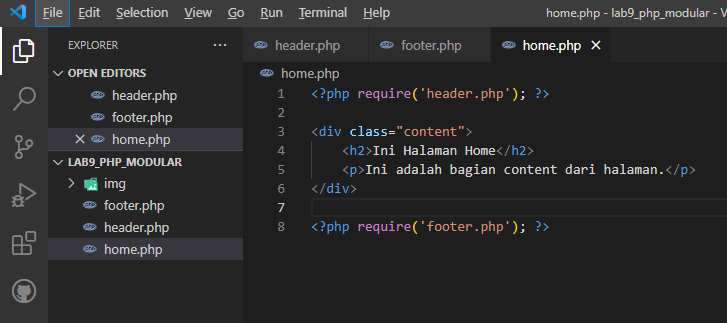 File Edit Selection View Go Run Terminal Help home.php - lab9_php_modular - V
EXPLORER ···
header.php footer.php home.php
OPEN EDITORS
header.php
footer.php
home.php
LAB9_PHP_MODULAR
img
footer.php
header.php
home.php
home.php
1 <?php require('header.php'); ?>
2
3 <div class="content">
4 <h2>Ini Halaman Home</h2>
5 <p>Ini adalah bagian content dari halaman.</p>
6 </div>
7
8 <?php require('footer.php'); ?>